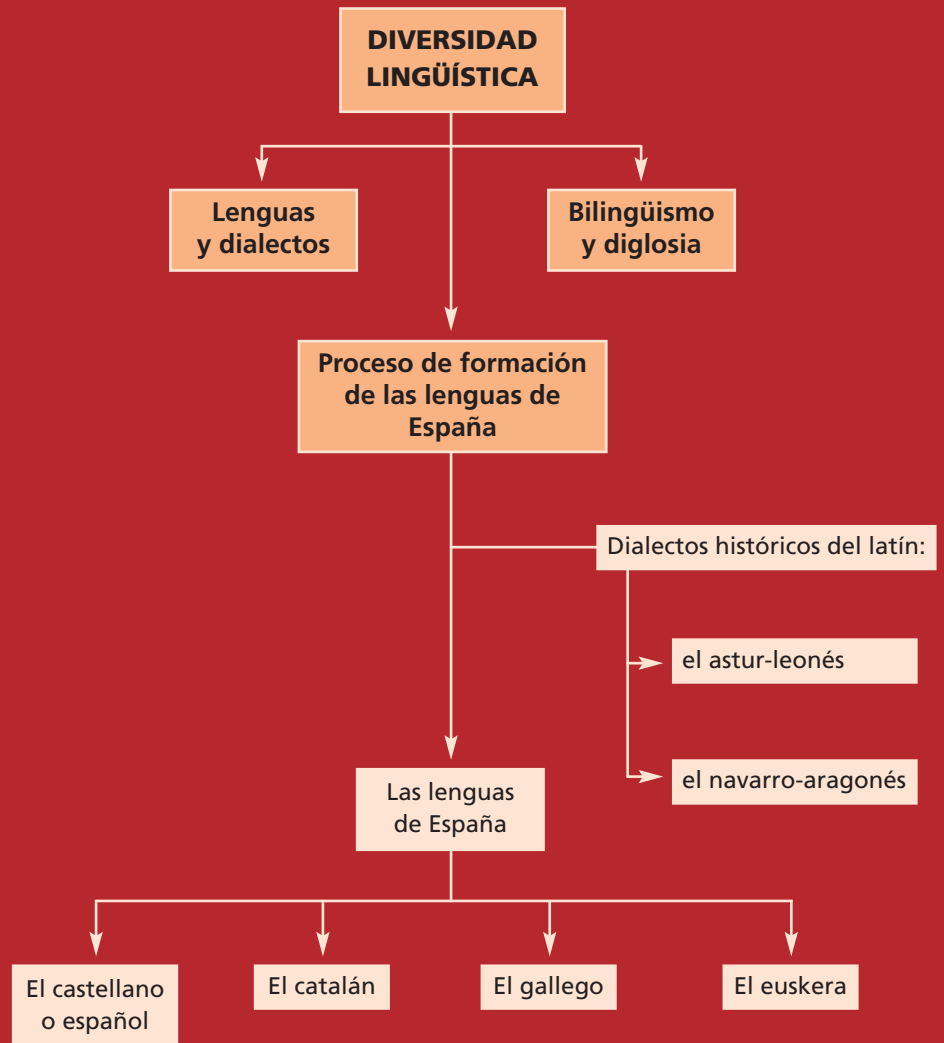 DIVERSIDAD
LINGÜÍSTICA
Lenguas
y dialectos
Bilingüismo
y diglosia
Proceso de formación
de las lenguas de
España
Dialectos históricos del latín:
el astur-leonés
el navarro-aragonés
Las lenguas
de España
El castellano
o español
El catalán
El gallego
El euskera